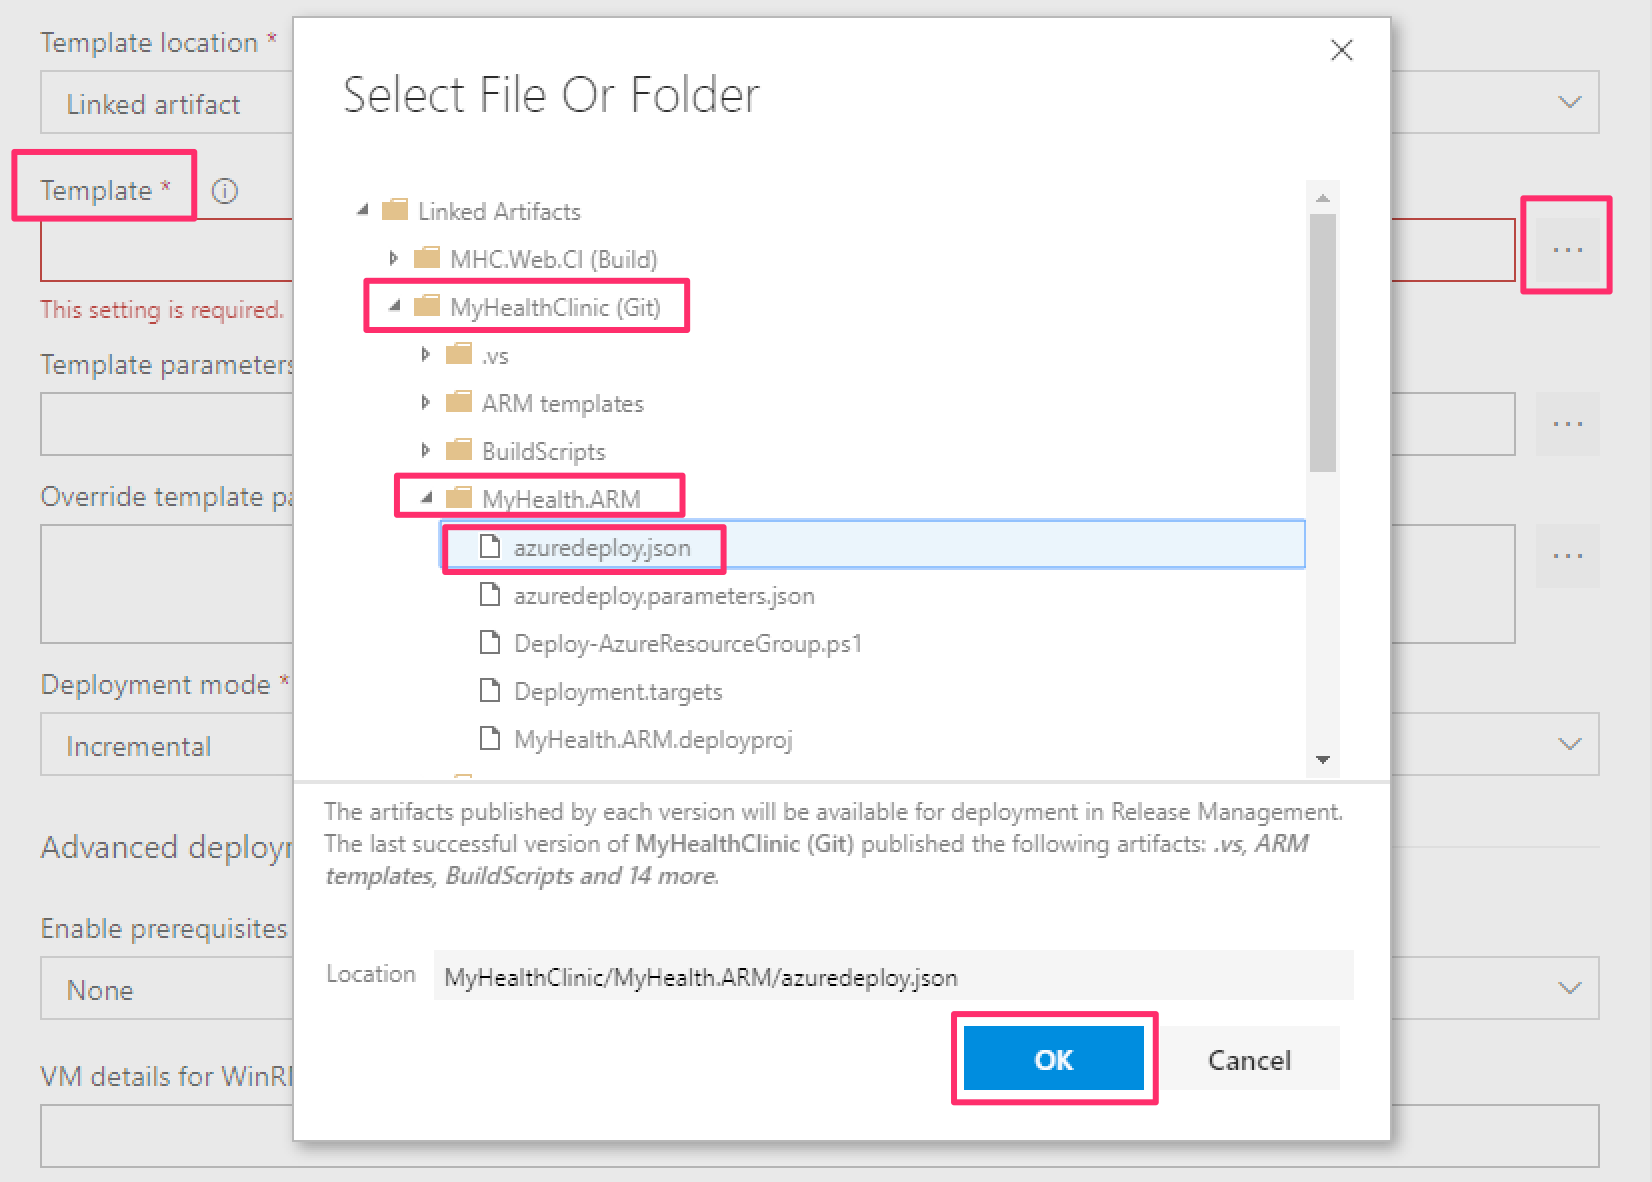 Template location *
Linked artifact
Template *
This setting is required.
Template parameters
Override template pa
Deployment mode *
Incremental
Advanced deploy
Enable prerequisites
None
VM details for WinR
Select File Or Folder
Linked Artifacts
MHC.Web.CI (Build)
MyHealthClinic (Git)
.vs
ARM templates
BuildScripts
MyHealth.ARM
azuredeploy.json
azuredeploy.parameters.json
Deploy-AzureResourceGroup.ps1
Deployment.targets
MyHealth.ARM.deployproj
The artifacts published by each version will be available for deployment in Release Management.
The last successful version of MyHealthClinic (Git) published the following artifacts: .vs, ARM
templates, BuildScripts and 14 more.
Location MyHealthClinic/MyHealth.ARM/azuredeploy.json
OK Cancel